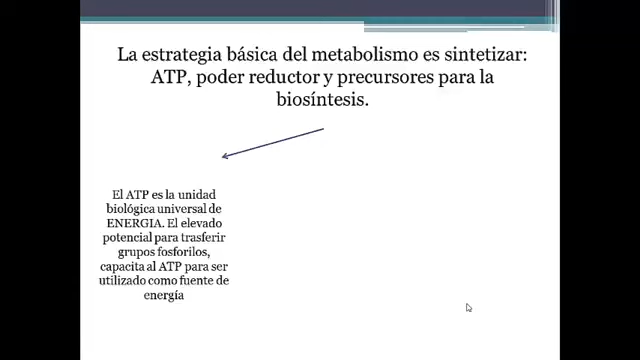 La estrategia básica del metabolismo es sintetizar:
ATP, poder reductor y precursores para la
biosíntesis.
El ATP es la unidad
biológica universal de
ENERGIA. El elevado
potencial para trasferir
grupos fosforilos,
capacita al ATP para ser
utilizado como fuente de
energía